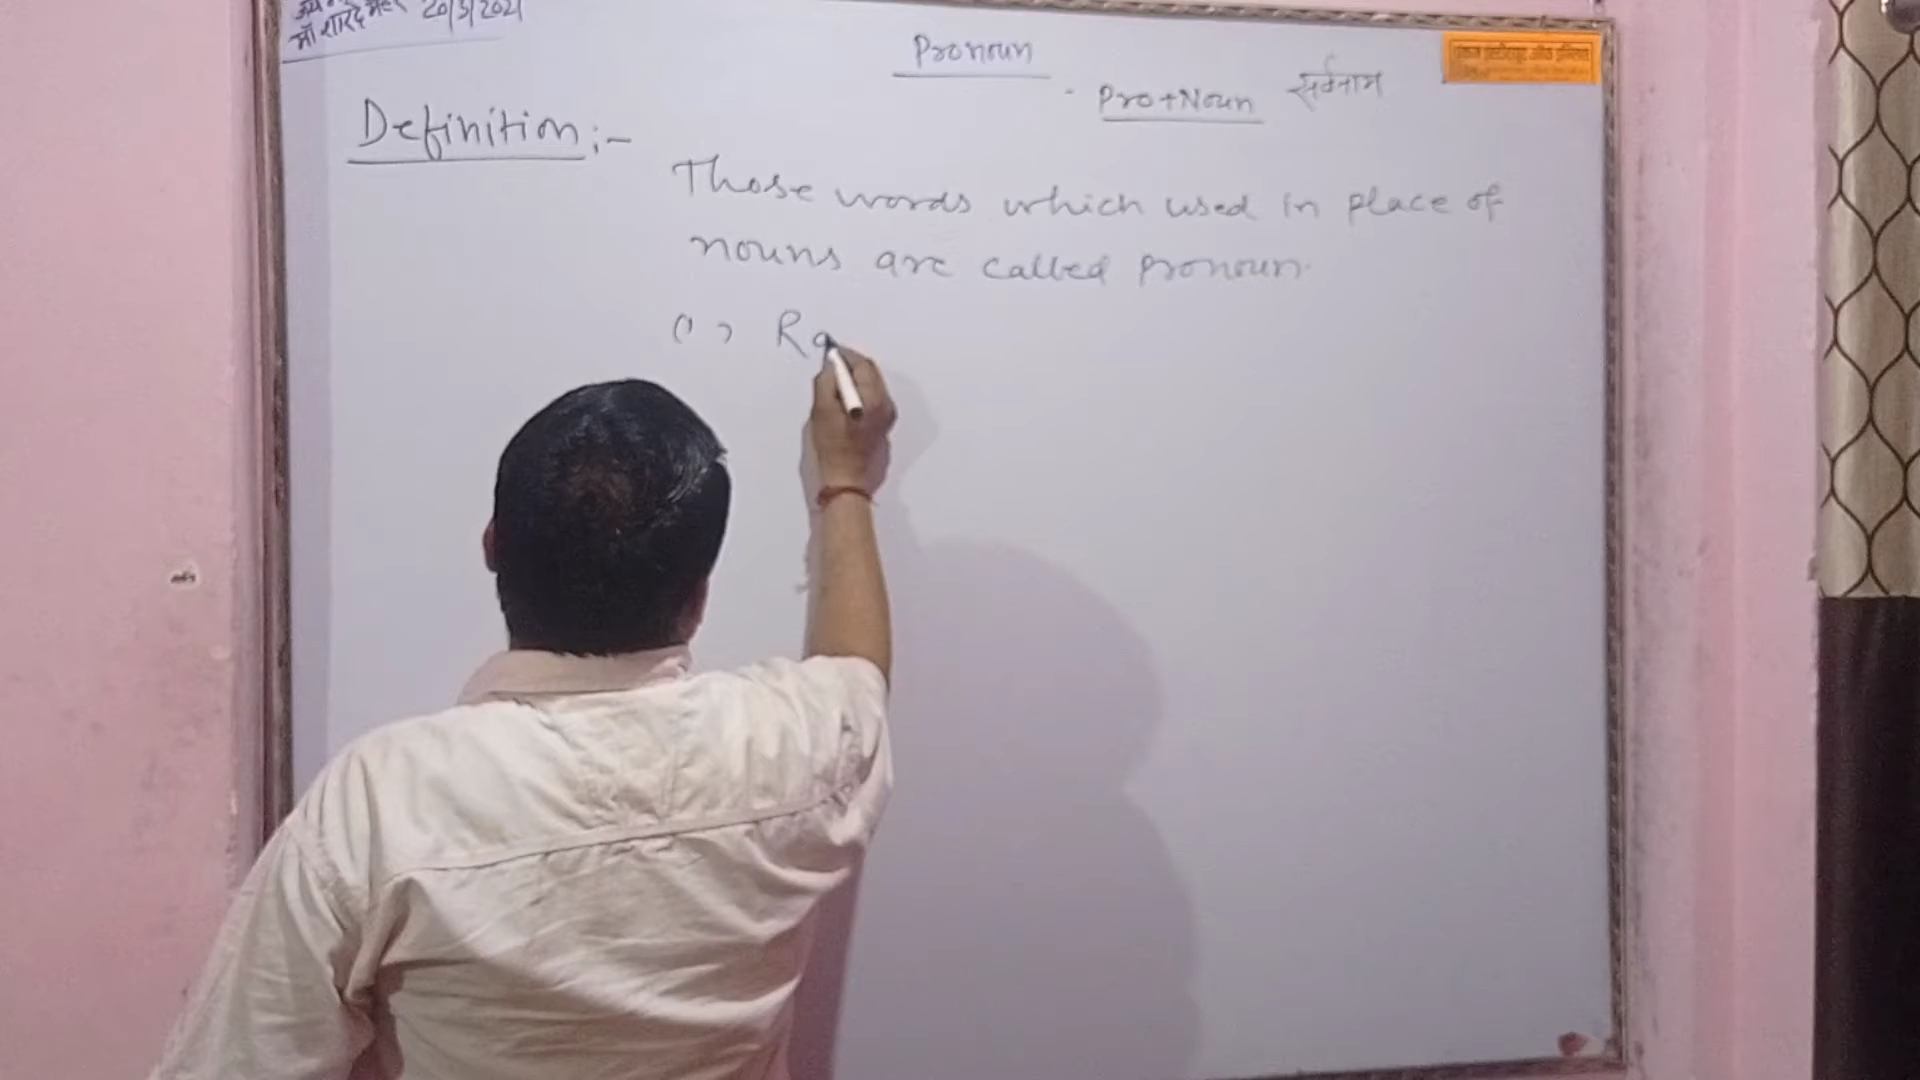 माँ शारदे 20/3/2021
Pronoun
Pro+Noun सर्वनाम
Definition :-
Those words which used in place of
nouns are called pronoun.
(1) Ra